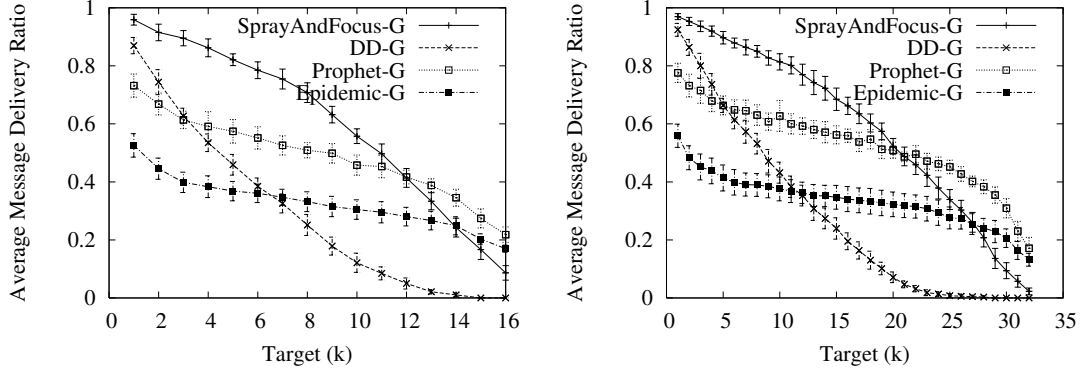 Average Message Delivery Ratio
1
0.8
0.6
0.4
0.2
0
0 2 4 6 8 10 12 14 16
Target (k)
SprayAndFocus-G
DD-G
Prophet-G
Epidemic-G
Average Message Delivery Ratio
1
0.8
0.6
0.4
0.2
0
0 5 10 15 20 25 30 35
Target (k)
SprayAndFocus-G
DD-G
Prophet-G
Epidemic-G